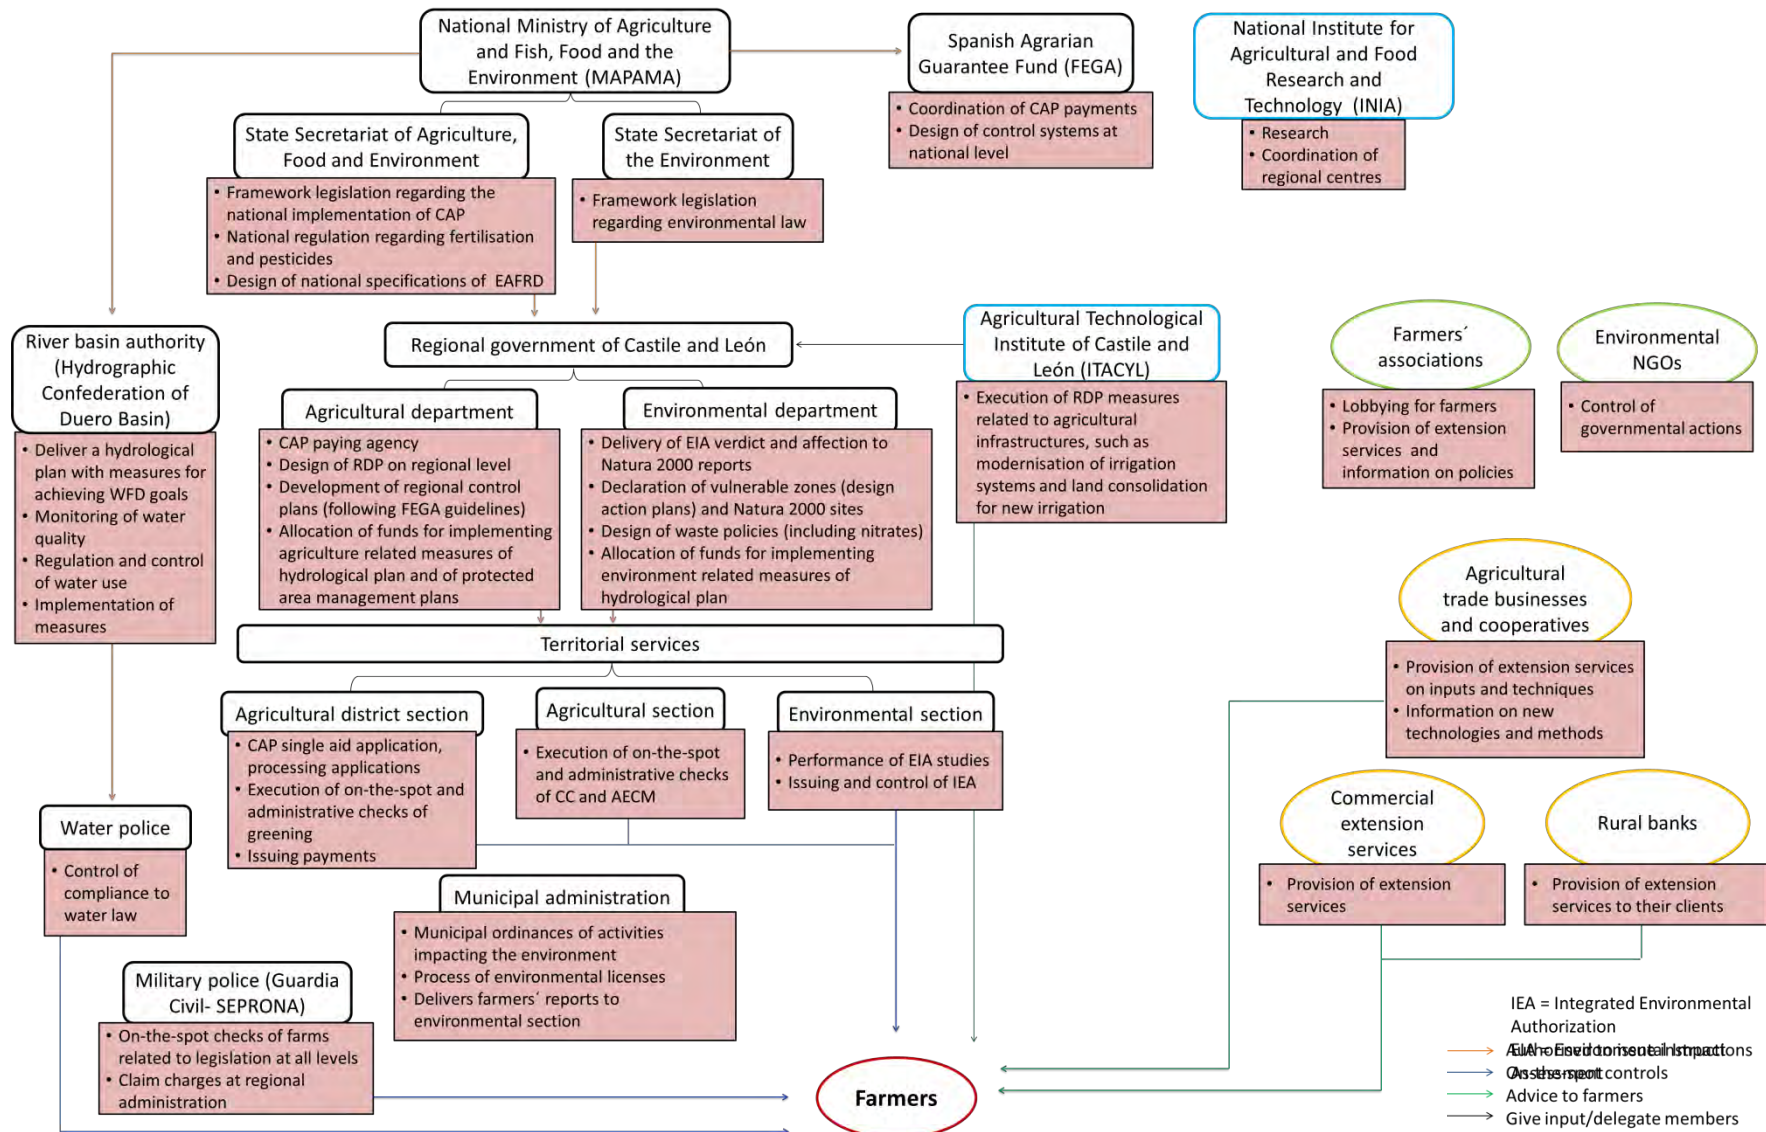 National Ministry of Agriculture
and Fish, Food and the
Environment (MAPAMA)
Spanish Agrarian
Guarantee Fund (FEGA)
• Coordination of CAP payments
• Design of control systems at
national level
National Institute for
Agricultural and Food
Research and
Technology (INIA)
• Research
• Coordination of
regional centres
State Secretariat of Agriculture,
Food and Environment
• Framework legislation regarding the
national implementation of CAP
• National regulation regarding fertilisation
and pesticides
• Design of national specifications of EAFRD
State Secretariat of
the Environment
• Framework legislation
regarding environmental law
River basin authority
(Hydrographic
Confederation of
Duero Basin)
• Deliver a hydrological
plan with measures for
achieving WFD goals
• Monitoring of water
quality
• Regulation and control
of water use
• Implementation of
measures
Regional government of Castile and León
Agricultural Technological
Institute of Castile and
León (ITACYL)
• Execution of RDP measures
related to agricultural
infrastructures, such as
modernisation of irrigation
systems and land consolidation
for new irrigation
Farmers´
associations
• Lobbying for farmers
• Provision of extension
services and
information on policies
Environmental
NGOs
• Control of
governmental actions
Agricultural department
• CAP paying agency
• Design of RDP on regional level
• Development of regional control
plans (following FEGA guidelines)
• Allocation of funds for implementing
agriculture related measures of
hydrological plan and of protected
area management plans
Environmental department
• Delivery of EIA verdict and affection to
Natura 2000 reports
• Declaration of vulnerable zones (design
action plans) and Natura 2000 sites
• Design of waste policies (including nitrates)
• Allocation of funds for implementing
environment related measures of
hydrological plan
Agricultural
trade businesses
and cooperatives
• Provision of extension services
on inputs and techniques
• Information on new
technologies and methods
Territorial services
Agricultural district section
• CAP single aid application,
processing applications
• Execution of on-the-spot and
administrative checks of
greening
• Issuing payments
Agricultural section
• Execution of on-the-spot
and administrative checks
of CC and AECM
Environmental section
• Performance of EIA studies
• Issuing and control of IEA
Commercial
extension
services
• Provision of extension
services
Rural banks
• Provision of extension
services to their clients
Water police
• Control of
compliance to
water law
Municipal administration
• Municipal ordinances of activities
impacting the environment
• Process of environmental licenses
• Delivers farmers´ reports to
environmental section
Military police (Guardia
Civil- SEPRONA)
• On-the-spot checks of farms
related to legislation at all levels
• Claim charges at regional
administration
Farmers
IEA = Integrated Environmental
Authorization
EIA = Environmental Impact
Assessment
Authorised to issue instructions
On-the-spot controls
Advice to farmers
Give input/delegate members